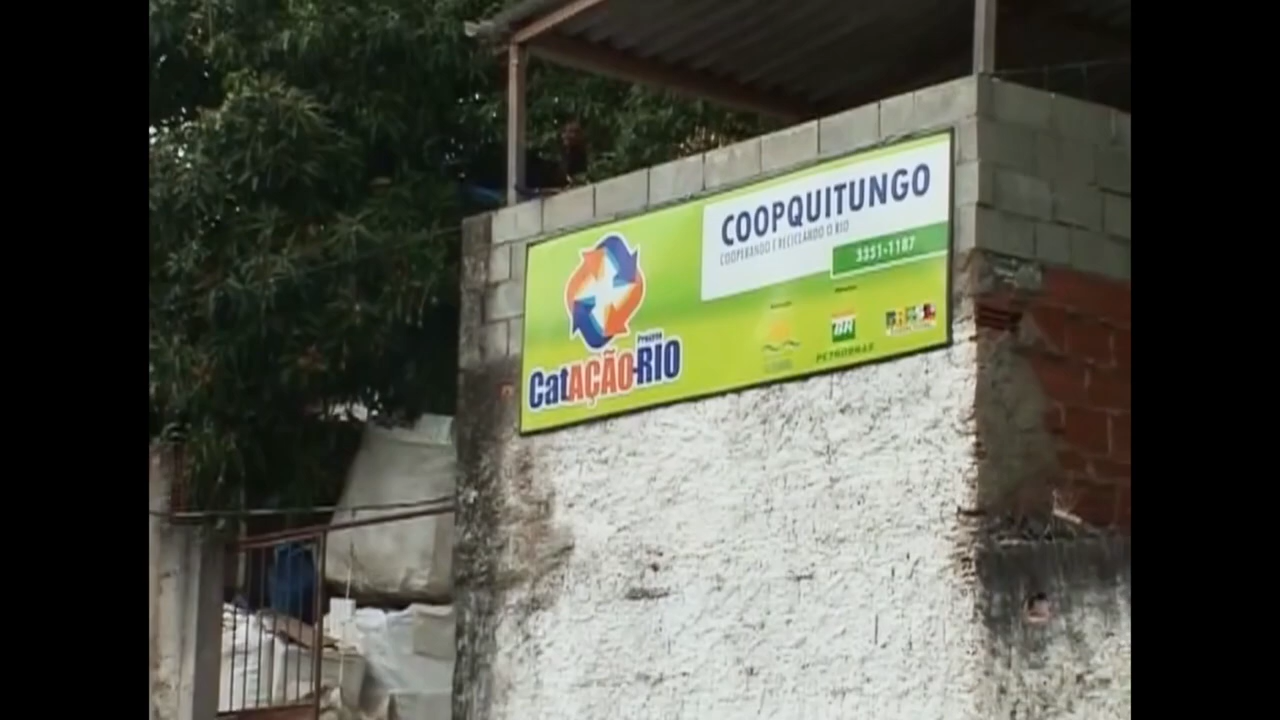 COOPQUITUNGO
COOPERANDO E RECICLANDO O RIO
3351-1187
Projeto
CatAÇÃO-RIO
BR
PETROBRAS